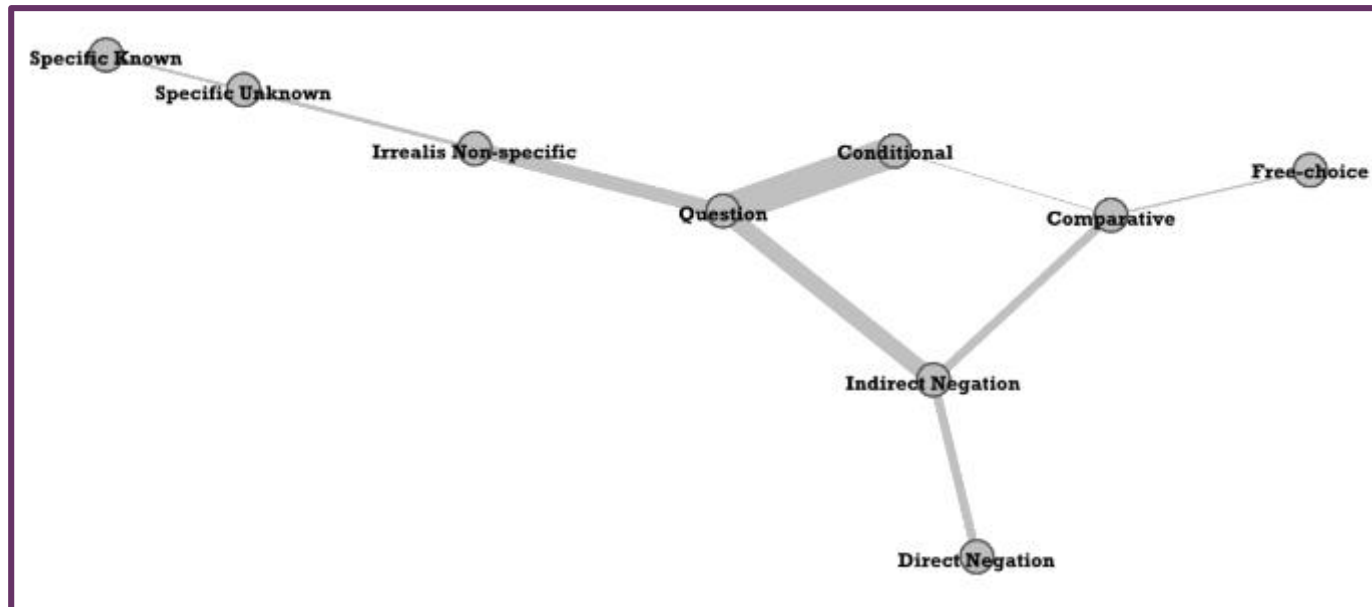 Specific Known
Specific Unknown
Irrealis Non-specific
Conditional
Free-choice
Question
Comparative
Indirect Negation
Direct Negation